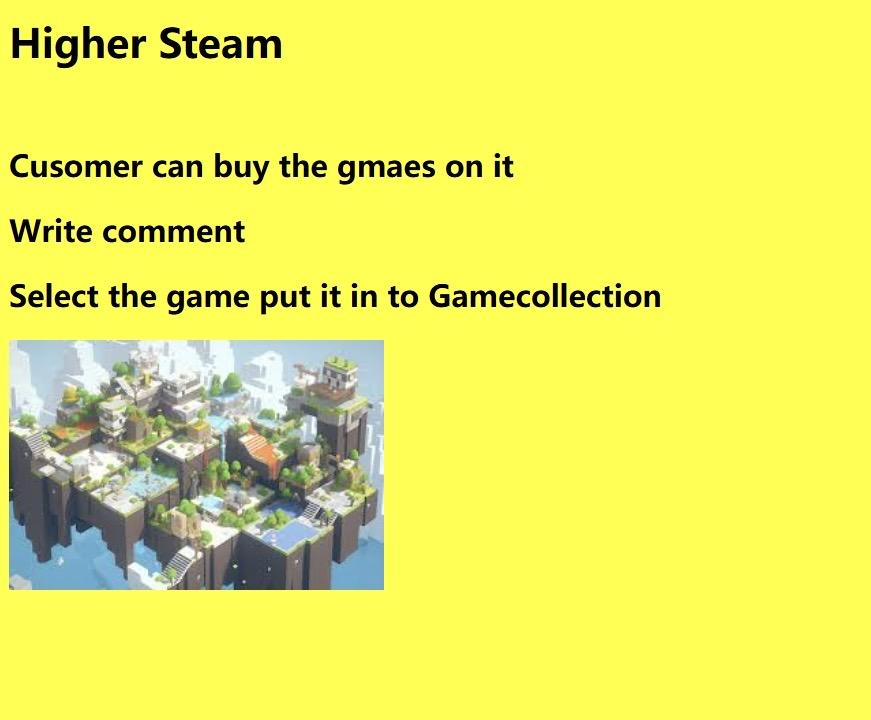 Higher Steam
Cusomer can buy the gmaes on it
Write comment
Select the game put it in to Gamecollection